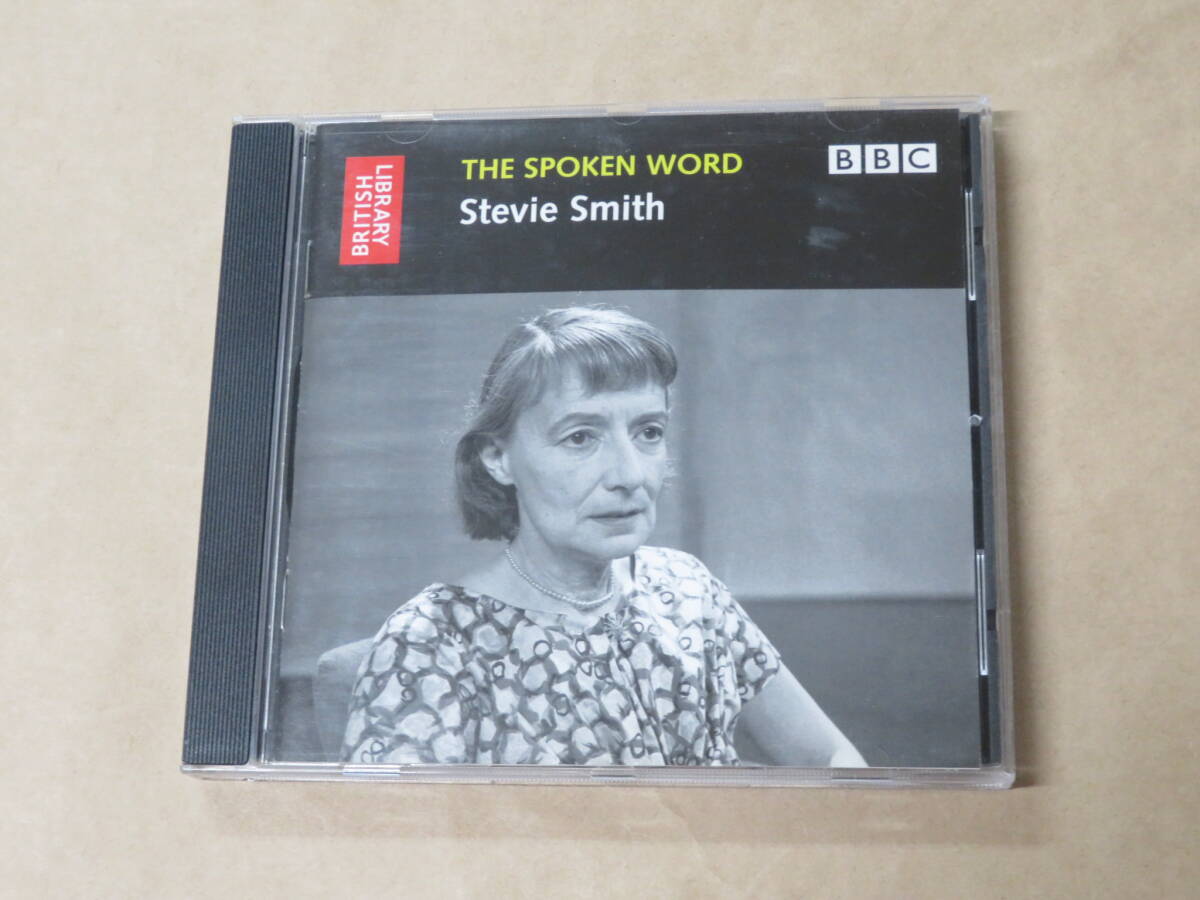 BRITISH
LIBRARY
THE SPOKEN WORD
Stevie Smith
BBC